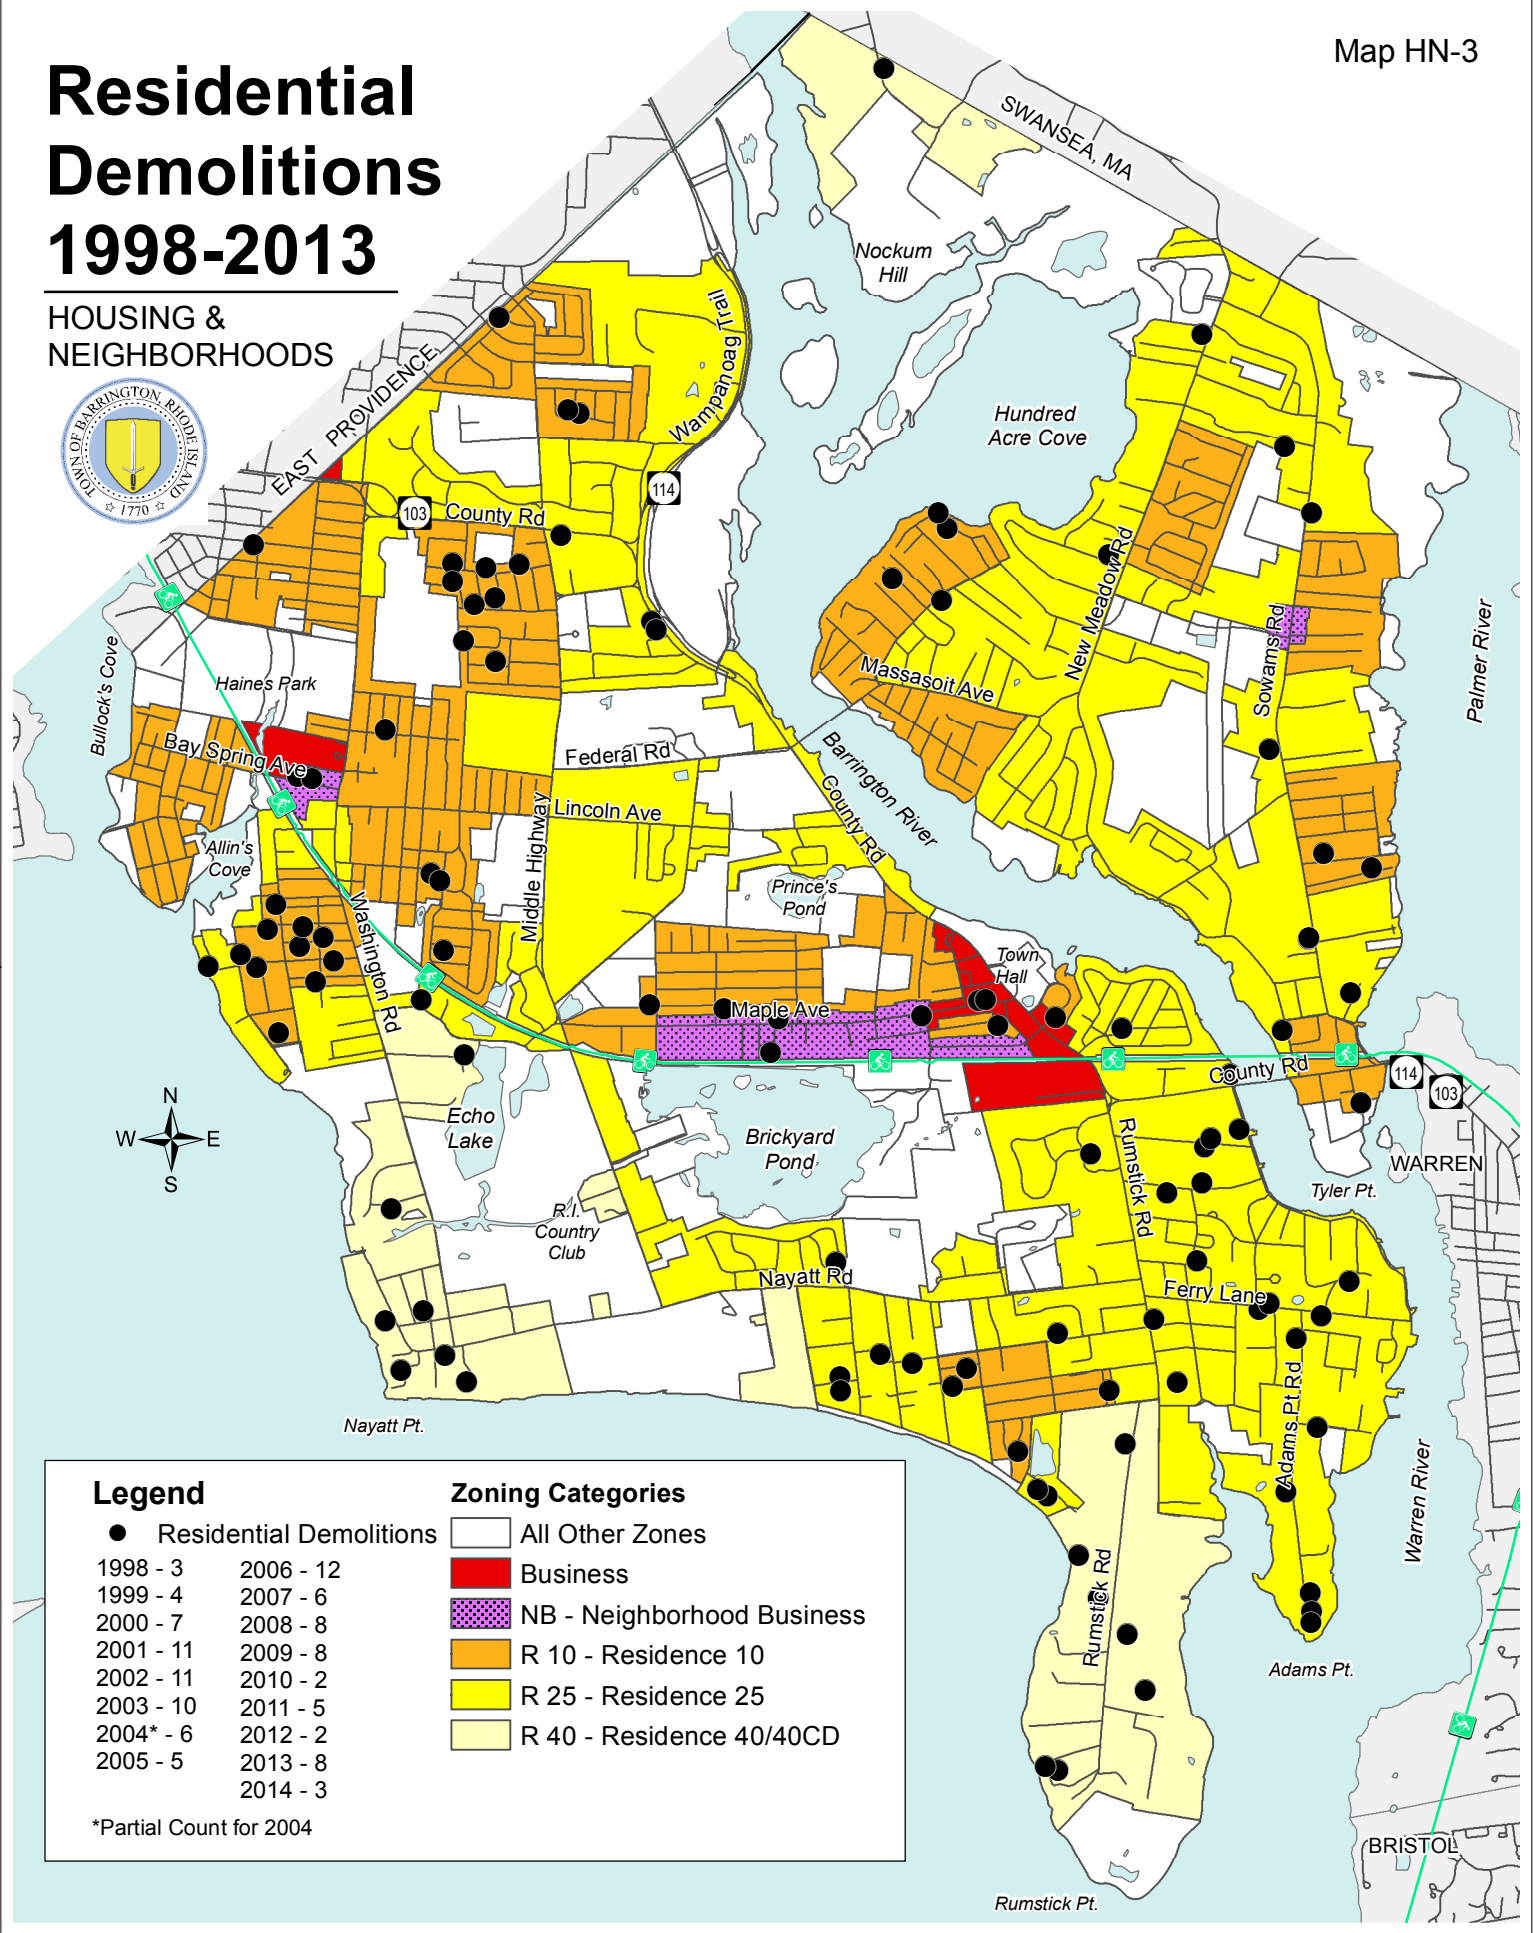 Map HN-3
Residential
Demolitions
1998-2013
HOUSING &
NEIGHBORHOODS
TOWN OF BARRINGTON, RHODE ISLAND
1770
SWANSEA, MA
EAST PROVIDENCE
Nockum
Hill
Wampanoag Trail
Hundred
Acre Cove
114
103
County Rd
New Meadow Rd
Sowams Rd
Palmer River
Massasoit Ave
Bullock's Cove
Haines Park
Bay Spring Ave
Federal Rd
Barrington River
County Rd
Lincoln Ave
Middle Highway
Allin's
Cove
Prince's
Pond
Washington Rd
Town
Hall
Maple Ave
County Rd
114
103
WARREN
Tyler Pt.
N
W
E
S
Echo
Lake
Brickyard
Pond
Rumstick Rd
R.I.
Country
Club
Nayatt Rd
Ferry Lane
Adams Pt Rd
Nayatt Pt.
Warren River
Rumstick Rd
Adams Pt.
Rumstick Pt.
BRISTOL
Legend
Residential Demolitions
1998 - 3
1999 - 4
2000 - 7
2001 - 11
2002 - 11
2003 - 10
2004* - 6
2005 - 5
2006 - 12
2007 - 6
2008 - 8
2009 - 8
2010 - 2
2011 - 5
2012 - 2
2013 - 8
2014 - 3
*Partial Count for 2004
Zoning Categories
All Other Zones
Business
NB - Neighborhood Business
R 10 - Residence 10
R 25 - Residence 25
R 40 - Residence 40/40CD